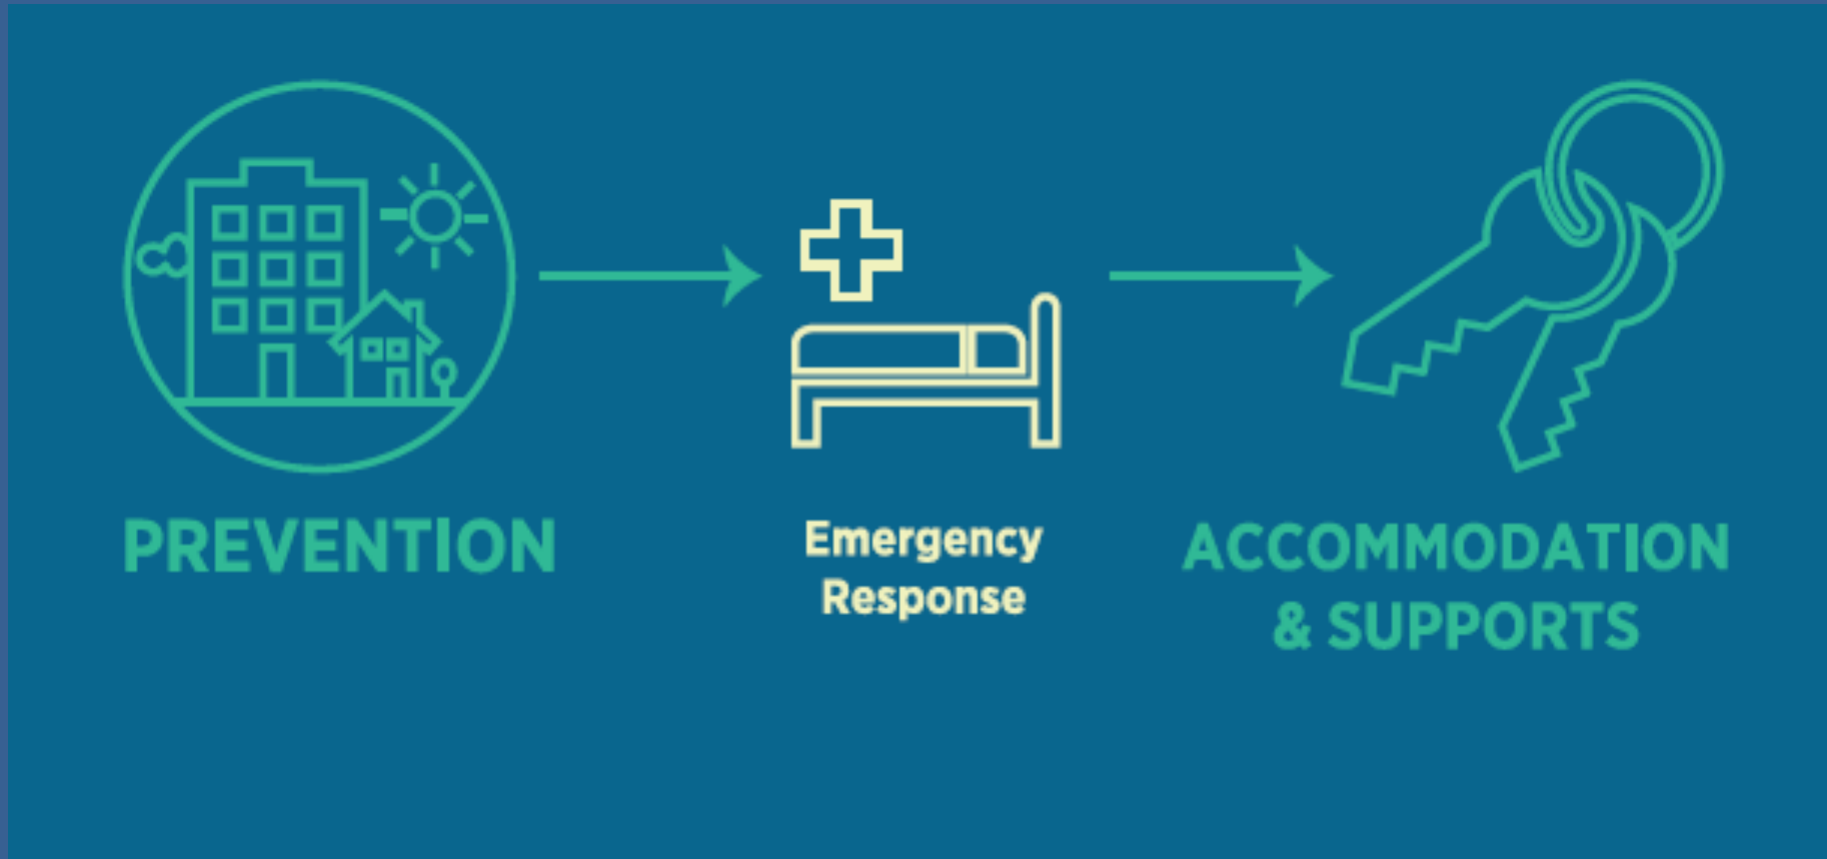 PREVENTION
Emergency
Response
ACCOMMODATION
& SUPPORTS